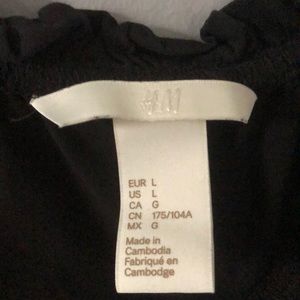 H&M
EUR L
US L
CA G
CN 175/104A
MX G
Made in
Cambodia
Fabriqué en
Cambodge